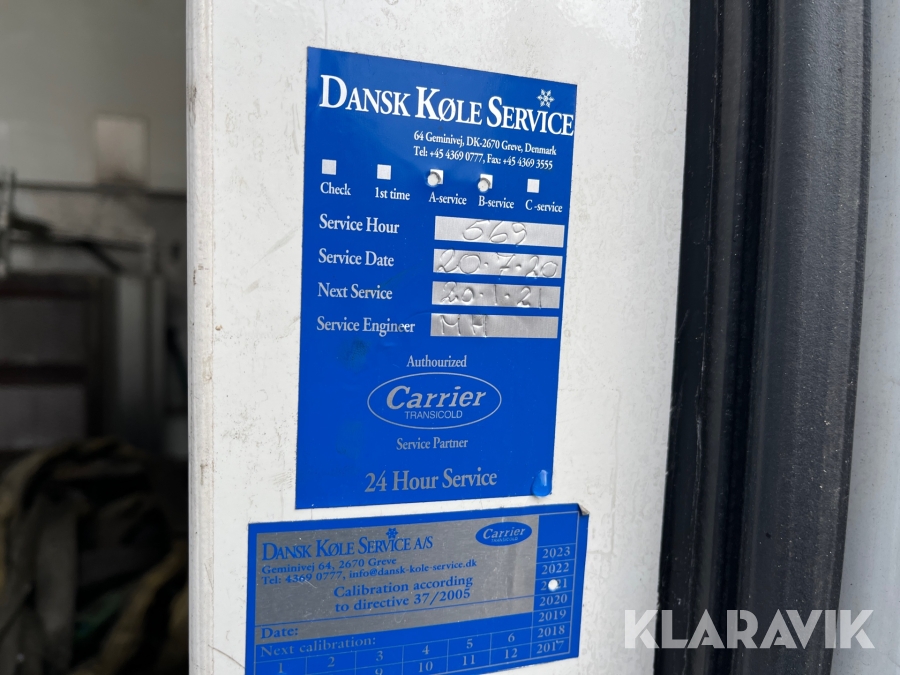 DANSK KØLE SERVICE
64 Geminivej, DK-2670 Greve, Denmark
Tel: +45 4369 0777, Fax: +45 4369 3555
Check 1st time A-service B-service C-service
Service Hour 669
Service Date 20.7.20
Next Service 20.1.21
Service Engineer MH
Authourized
Carrier
TRANSICOLD
Service Partner
24 Hour Service
DANSK KØLE SERVICE A/S
Geminivej 64, 2670 Greve
Tel: 4369 0777, info@dansk-kole-service.dk
Carrier
TRANSICOLD
Calibration according
to directive 37/2005
2023
2022
2021
2020
2019
2018
2017
Date:
Next calibration:
1 2 3 4 5 6
9 10 11 12
KLARAVIK